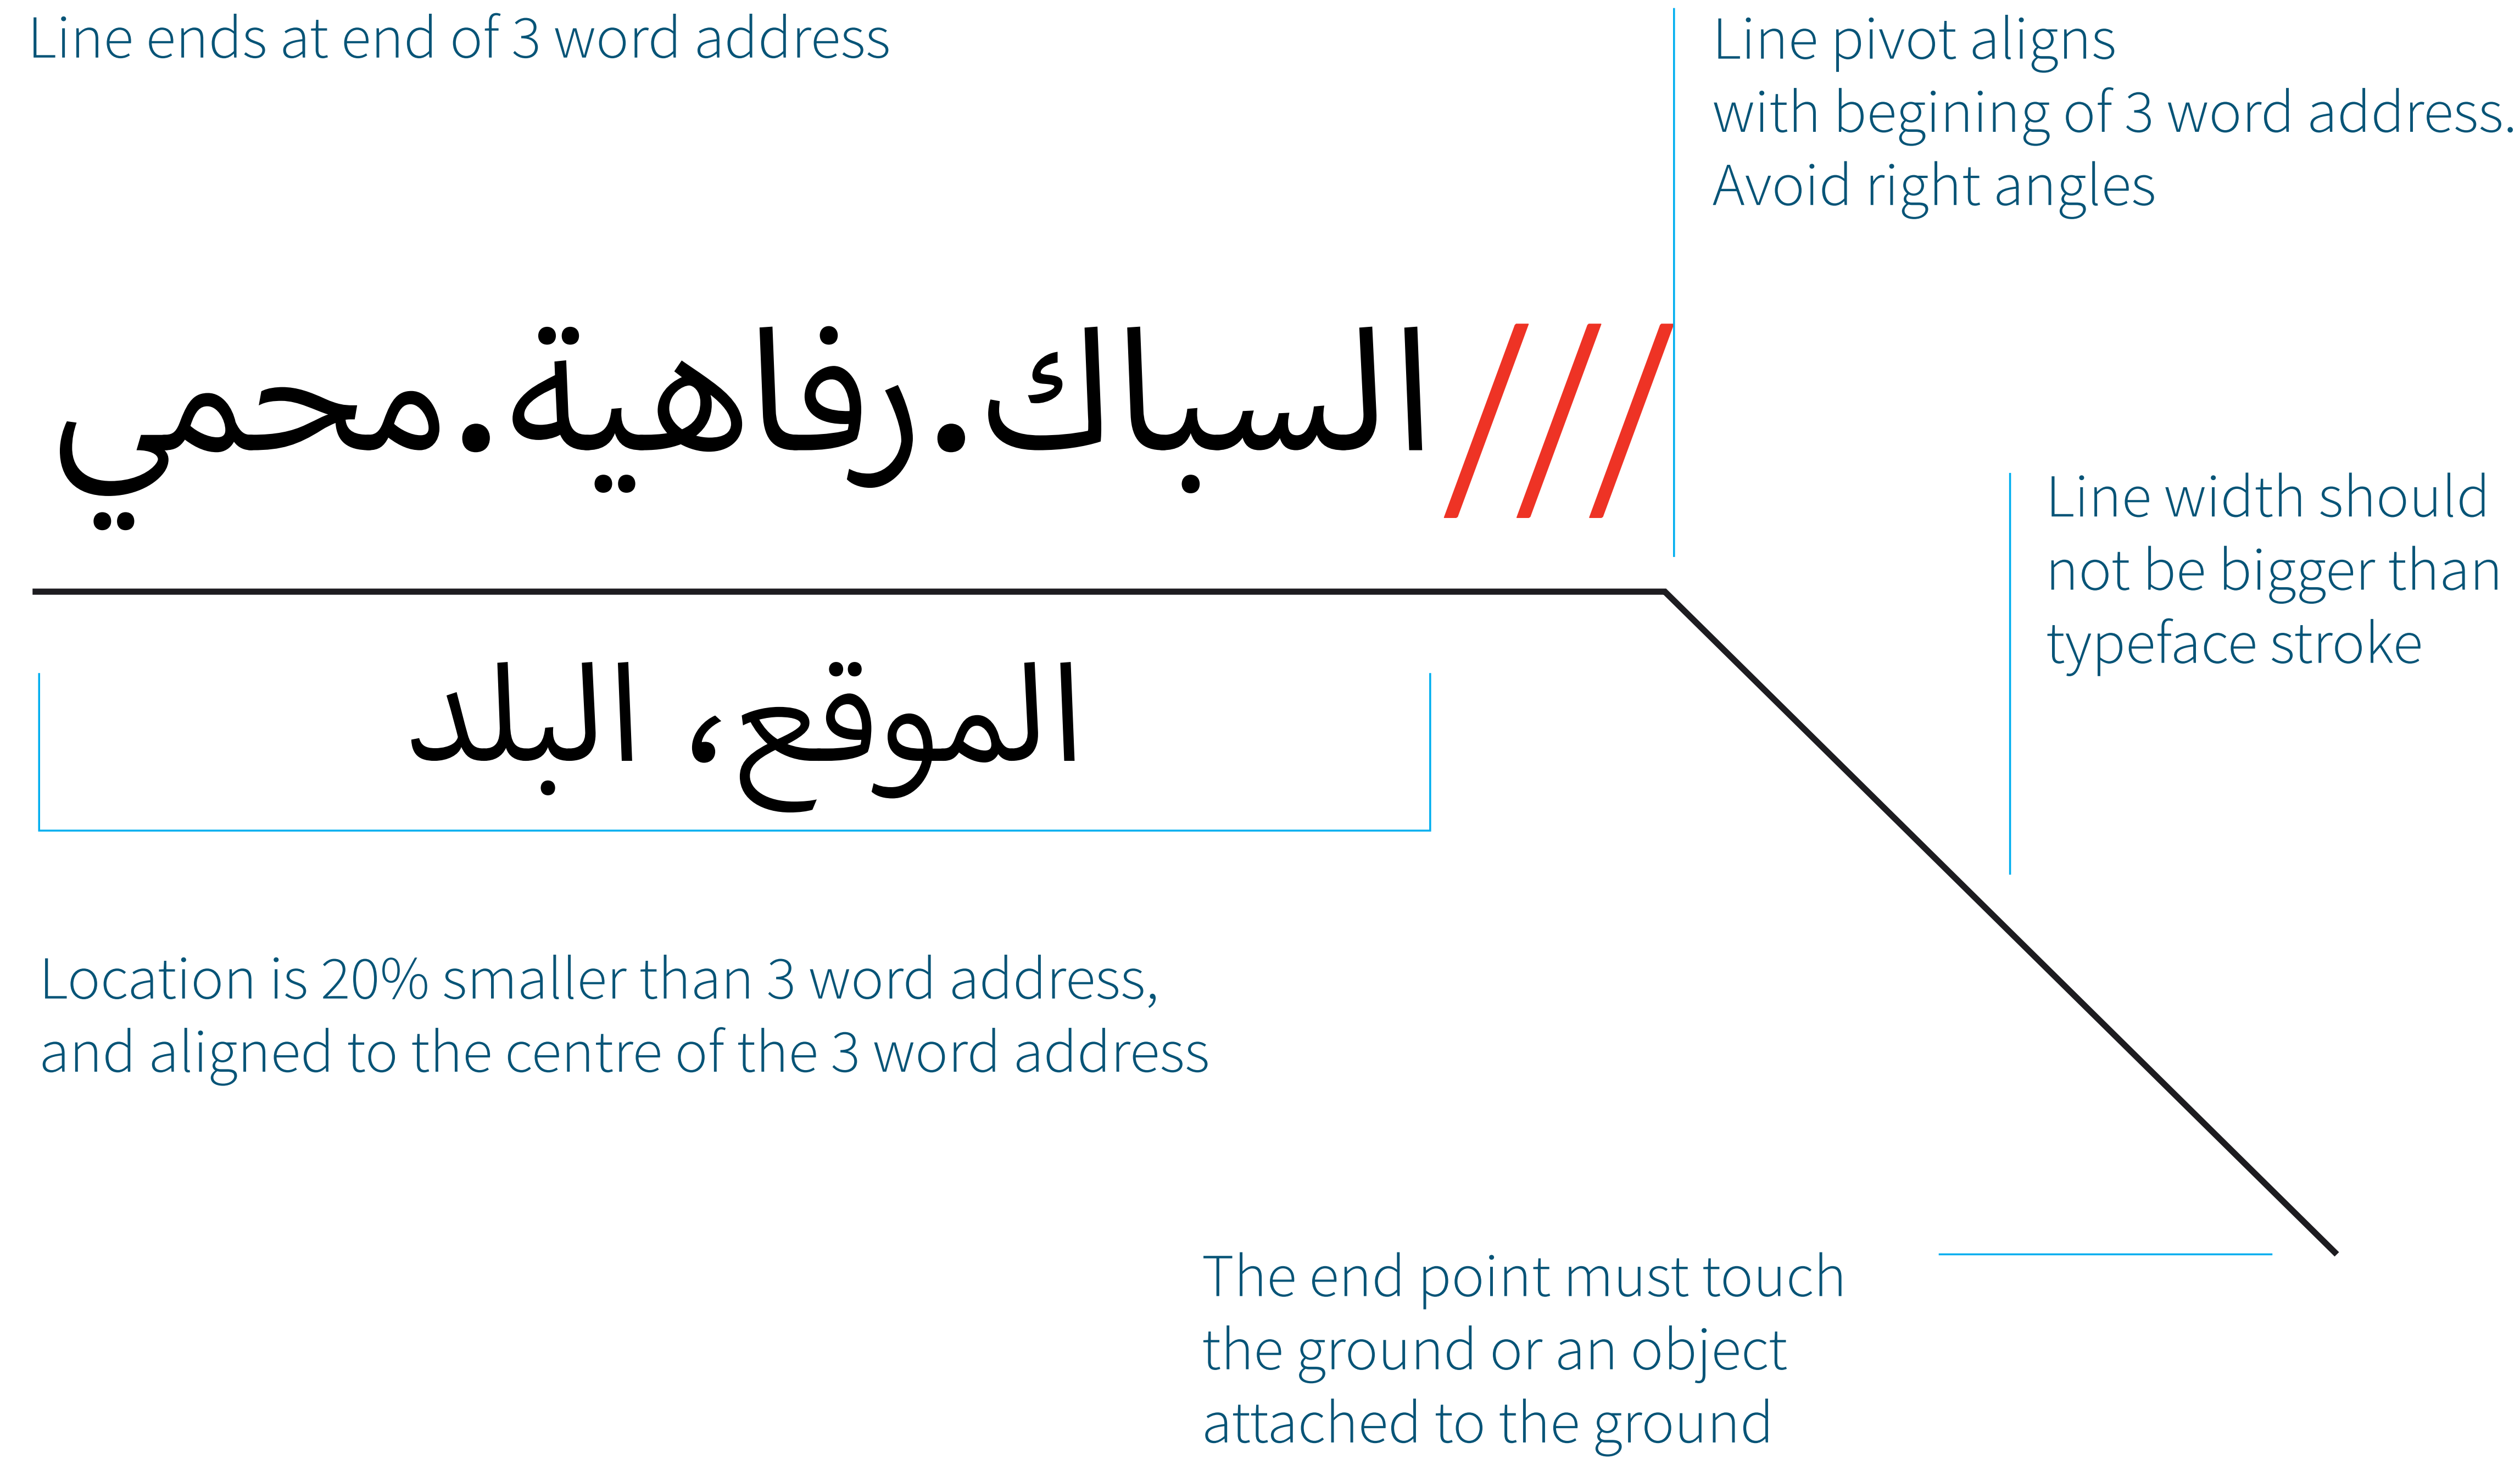 Line ends at end of 3 word address
Line pivot aligns
with begining of 3 word address.
Avoid right angles
///السباك.رفاهية.محمي
Line width should
not be bigger than
typeface stroke
الموقع، البلد
Location is 20% smaller than 3 word address,
and aligned to the centre of the 3 word address
The end point must touch
the ground or an object
attached to the ground